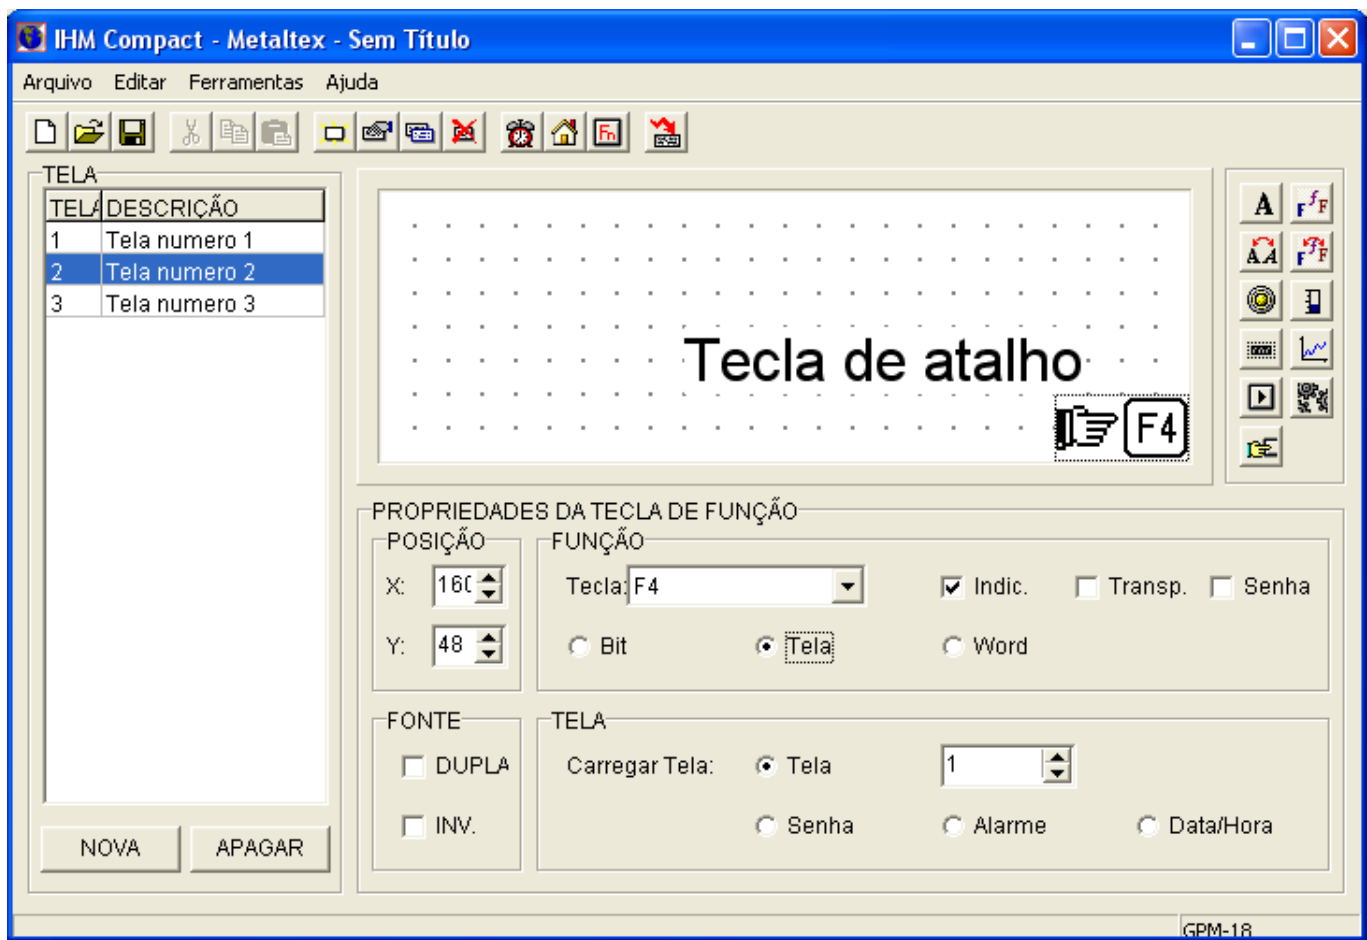 IHM Compact - Metaltex - Sem Título
Arquivo Editar Ferramentas Ajuda
Fn
TELA
TELA DESCRIÇÃO
1 Tela numero 1
2 Tela numero 2
3 Tela numero 3
NOVA APAGAR
Tecla de atalho
F4
A F f F
A A F f F
PROPRIEDADES DA TECLA DE FUNÇÃO
POSIÇÃO
X: 160
Y: 48
FUNÇÃO
Tecla: F4 Indic. Transp. Senha
Bit Tela Word
FONTE
DUPLA
INV.
TELA
Carregar Tela: Tela 1
Senha Alarme Data/Hora
GPM-18